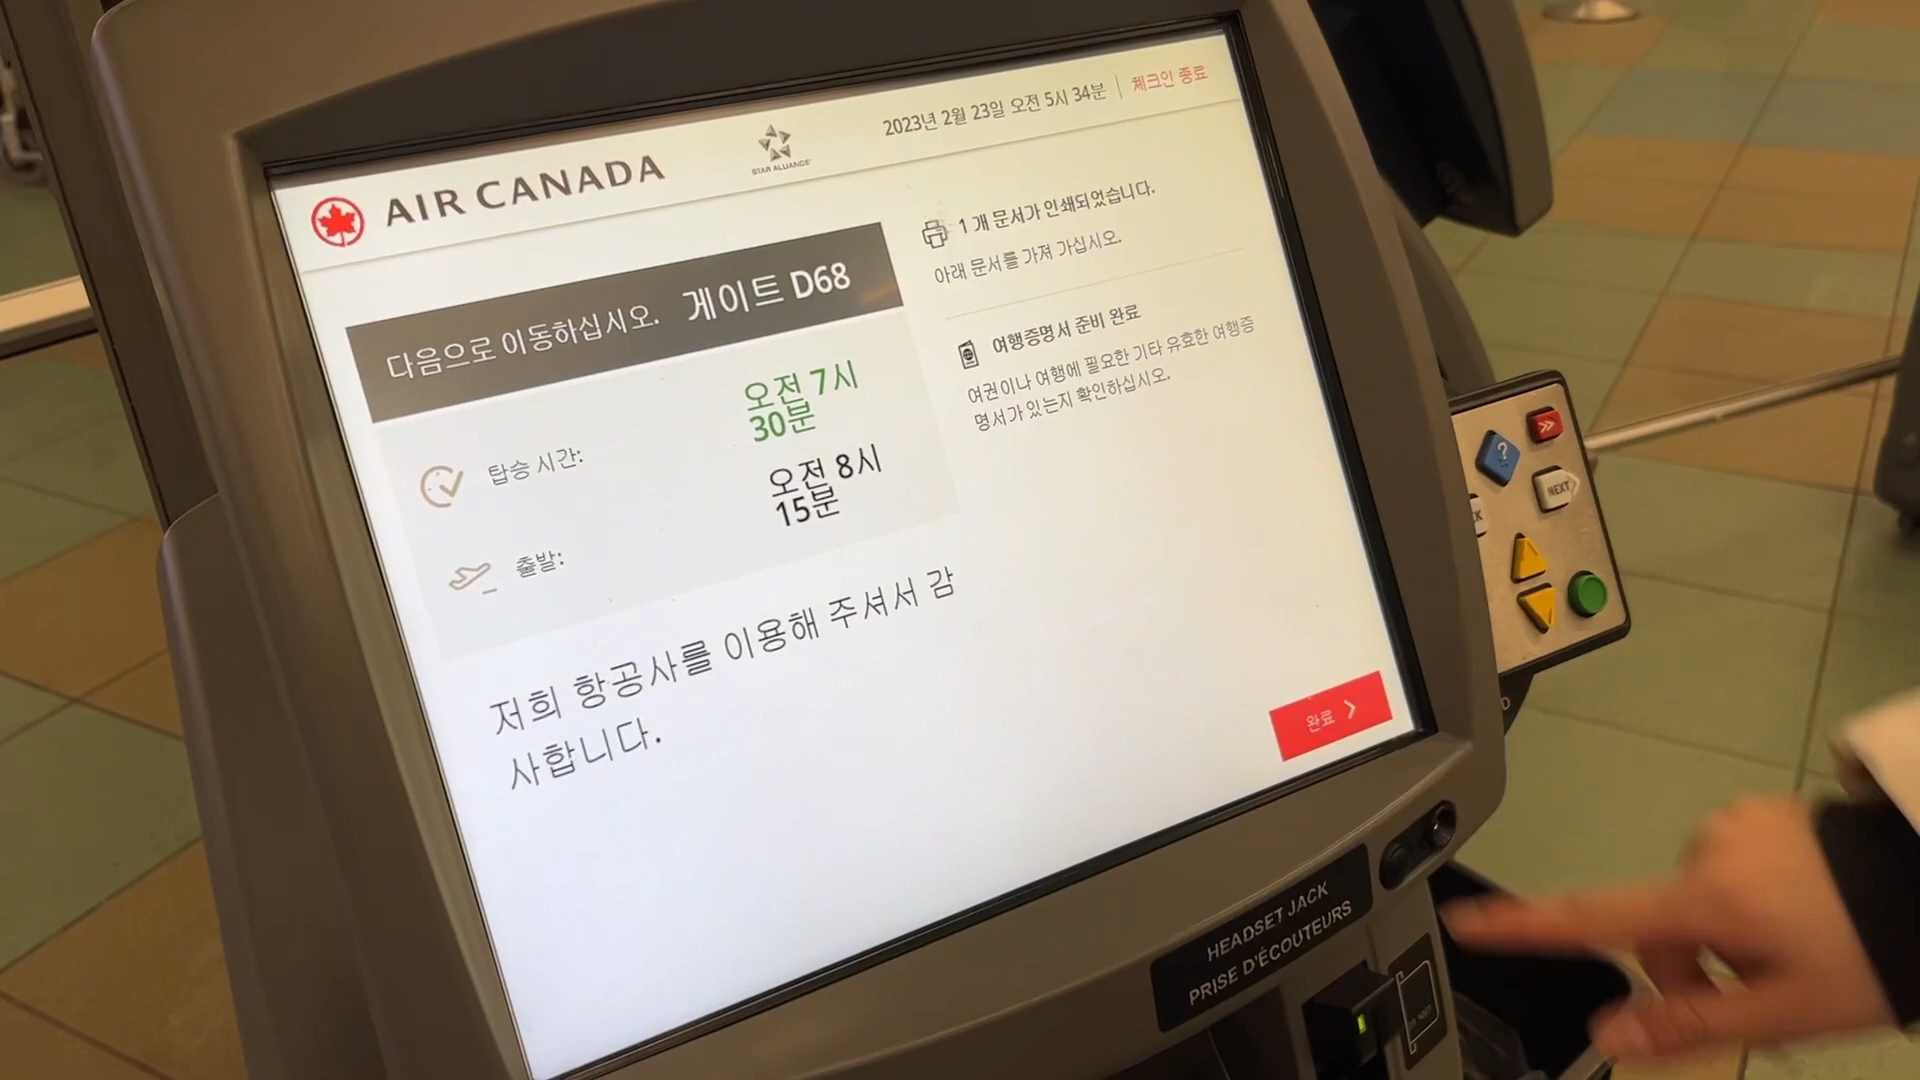 AIR CANADA
STAR ALLIANCE
2023년 2월 23일 오전 5시 34분
체크인 종료
다음으로 이동하십시오. 게이트 D68
탑승 시간:
오전 7시
30분
출발:
오전 8시
15분
저희 항공사를 이용해 주셔서 감
사합니다.
1 개 문서가 인쇄되었습니다.
아래 문서를 가져 가십시오.
여행증명서 준비 완료
여권이나 여행에 필요한 기타 유효한 여행증
명서가 있는지 확인하십시오.
완료
?
NEXT
HEADSET JACK
PRISE D'ÉCOUTEURS